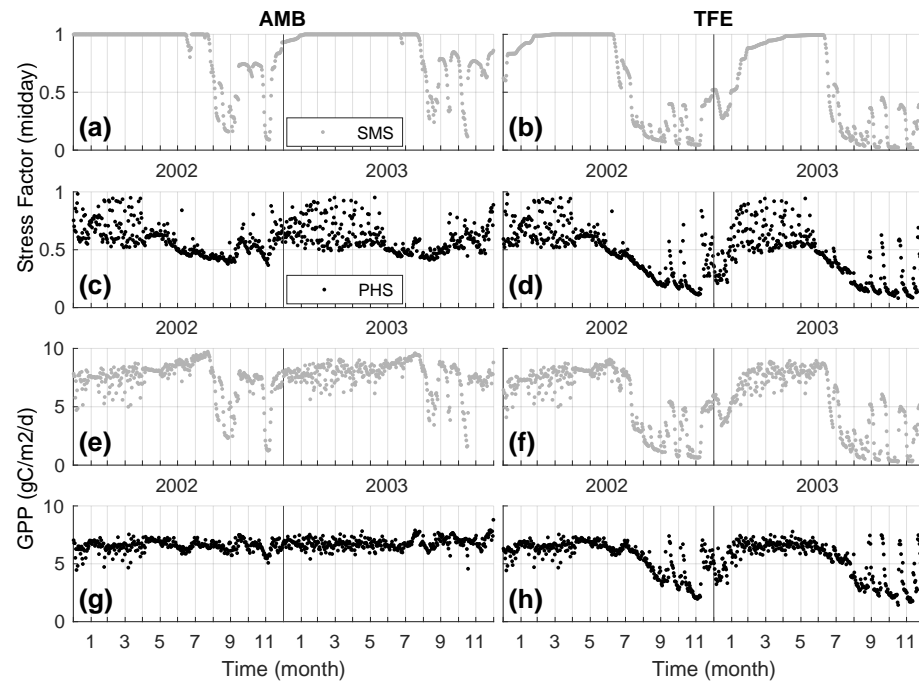 AMB TFE
Stress Factor (midday)
1
0.5
0
(a) SMS (b)
2002 2003 2002 2003
1
0.5
0
(c) PHS (d)
2002 2003 2002 2003
GPP (gC/m2/d)
10
5
0
(e) (f)
2002 2003 2002 2003
10
5
0
(g) (h)
1 3 5 7 9 11 1 3 5 7 9 11 1 3 5 7 9 11 1 3 5 7 9 11
Time (month) Time (month)